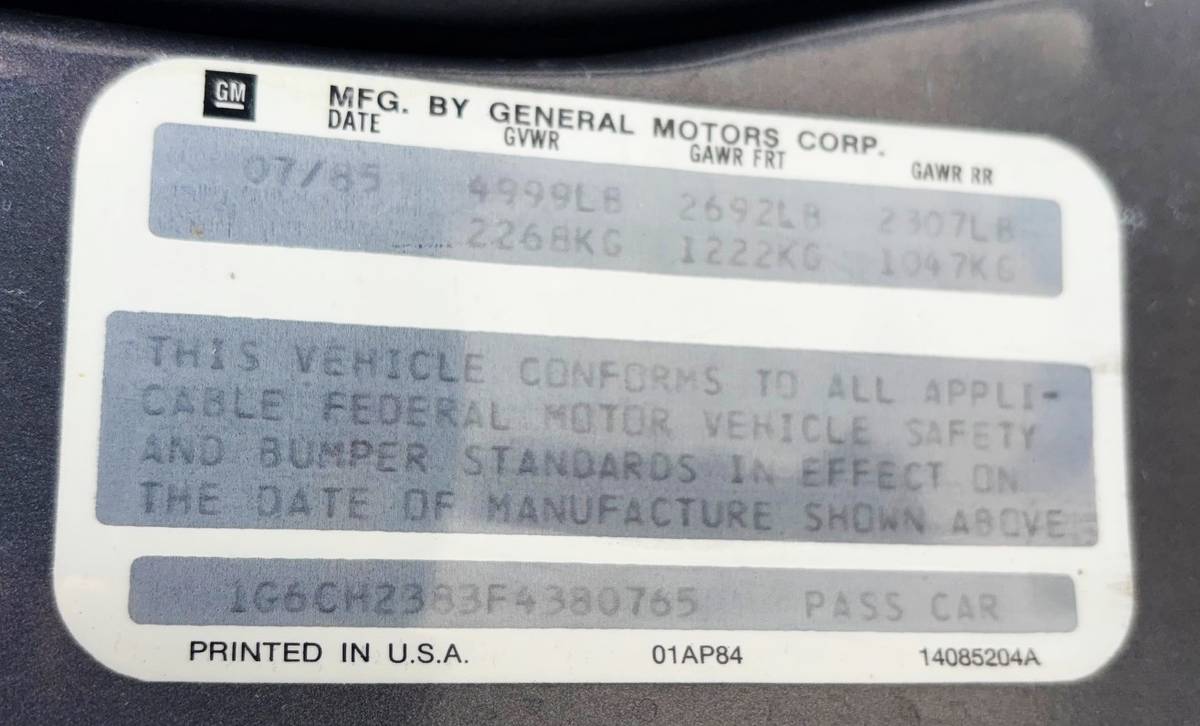 GM
MFG. BY GENERAL MOTORS CORP.
DATE GVWR GAWR FRT GAWR RR
07/85 4999LB 2692LB 2307LB
2268KG 1222KG 1047KG
THIS VEHICLE CONFORMS TO ALL APPLI-
CABLE FEDERAL MOTOR VEHICLE SAFETY
AND BUMPER STANDARDS IN EFFECT ON
THE DATE OF MANUFACTURE SHOWN ABOVE
1G6CH2383F4380765 PASS CAR
PRINTED IN U.S.A. 01AP84 14085204A